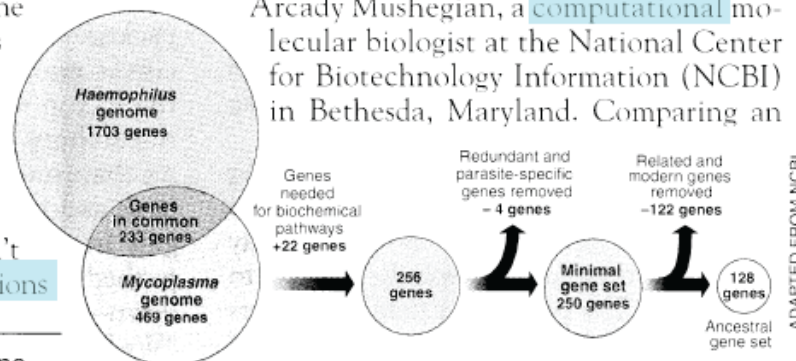 Arcady Mushegian, a computational mo-
lecular biologist at the National Center
for Biotechnology Information (NCBI)
in Bethesda, Maryland. Comparing an
Haemophilus
genome
1703 genes
Genes
in common
233 genes
Mycoplasma
genome
469 genes
Genes
needed
for biochemical
pathways
+22 genes
256
genes
Redundant and
parasite-specific
genes removed
– 4 genes
Minimal
gene set
250 genes
Related and
modern genes
removed
–122 genes
128
genes
Ancestral
gene set
ADAPTED FROM NCBI
ions